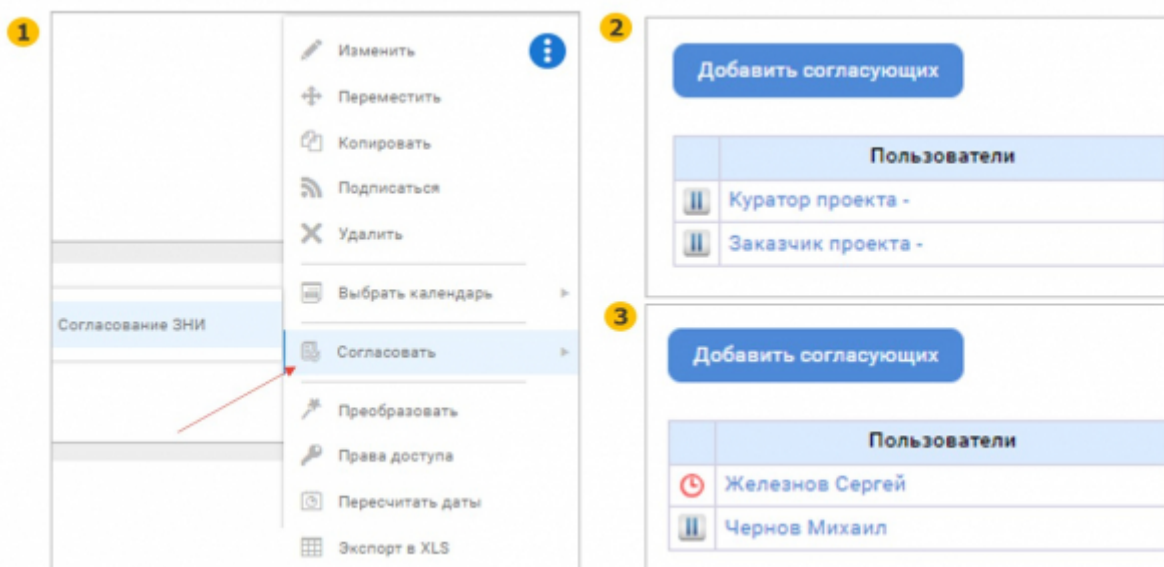 1
Изменить
Переместить
Копировать
Подписаться
Удалить
Выбрать календарь
Согласование ЗНИ
Согласовать
Преобразовать
Права доступа
Пересчитать даты
Экспорт в XLS
2
Добавить согласующих
Пользователи
Куратор проекта -
Заказчик проекта -
3
Добавить согласующих
Пользователи
Железнов Сергей
Чернов Михаил